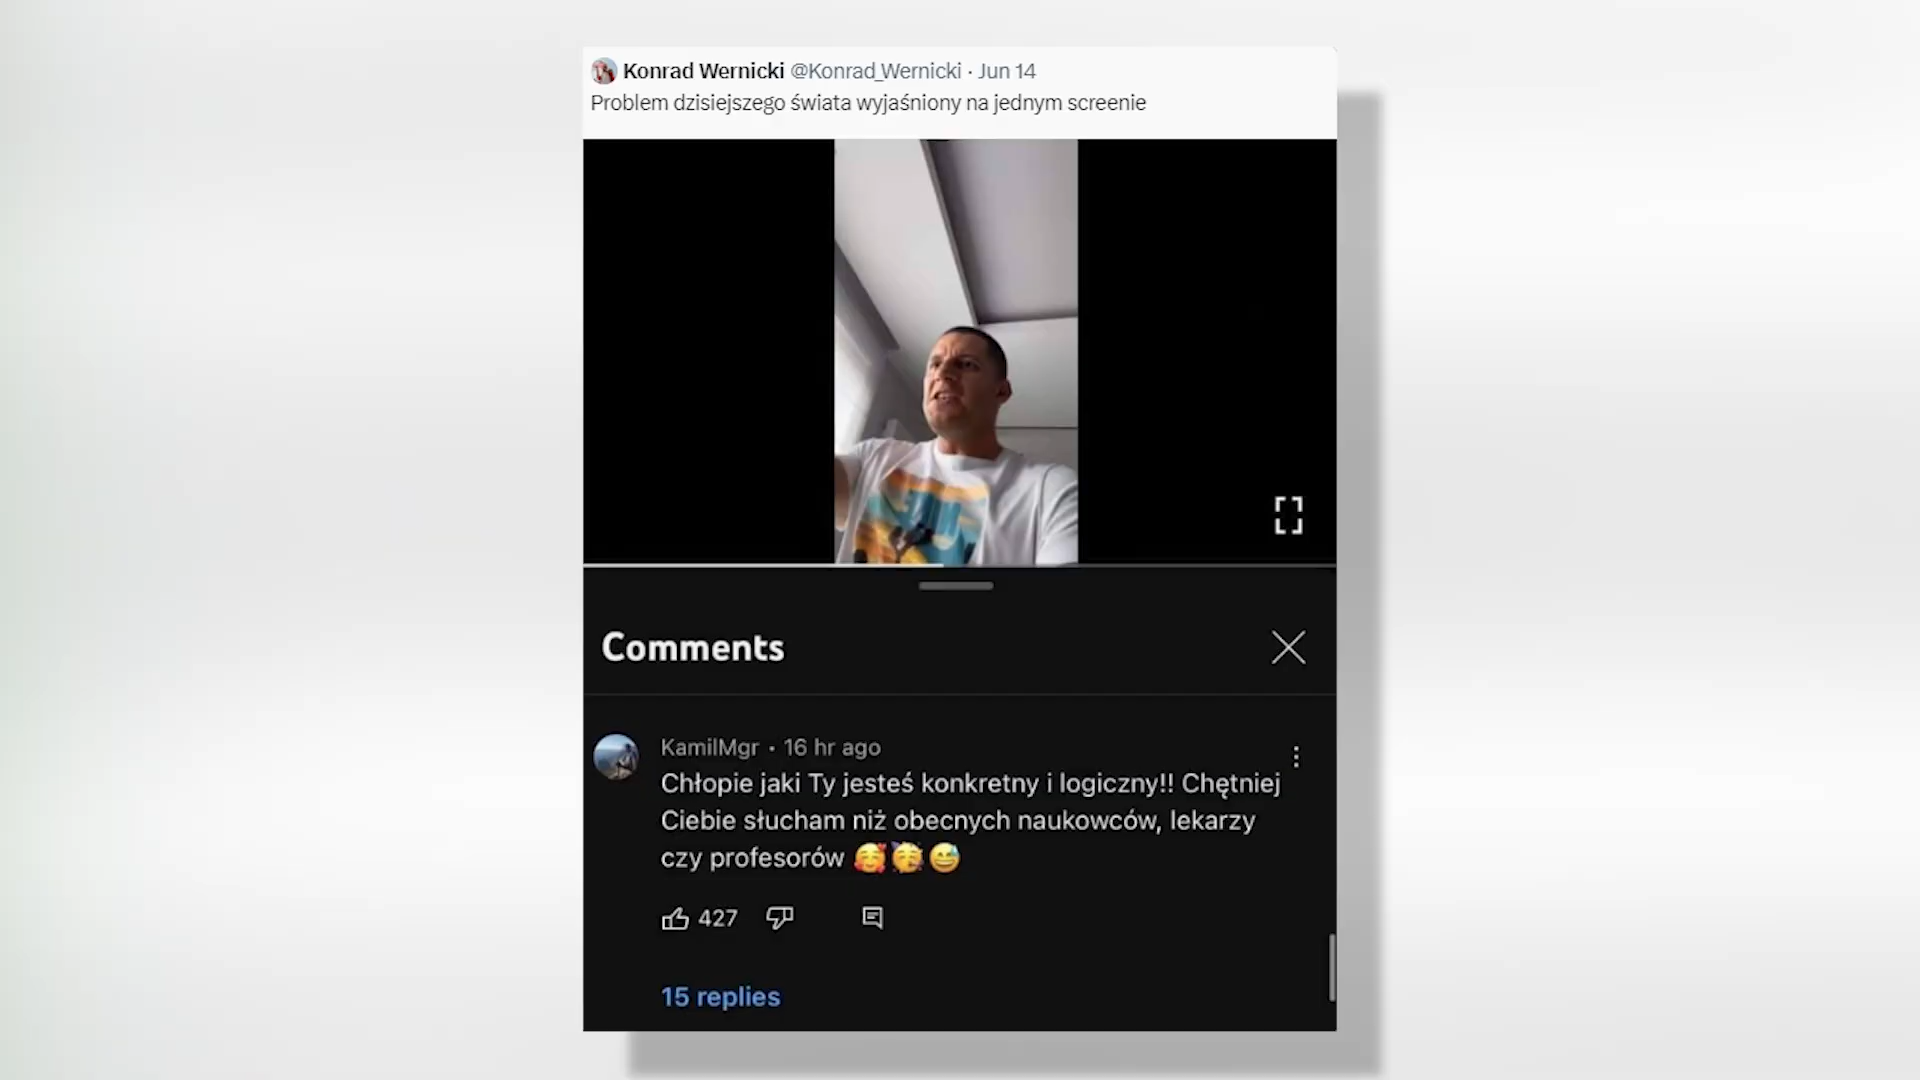 Konrad Wernicki @Konrad_Wernicki · Jun 14
Problem dzisiejszego świata wyjaśniony na jednym screenie
Comments
KamilMgr • 16 hr ago
Chłopie jaki Ty jesteś konkretny i logiczny!! Chętniej
Ciebie słucham niż obecnych naukowców, lekarzy
czy profesorów 🥰🥳😅
427
15 replies